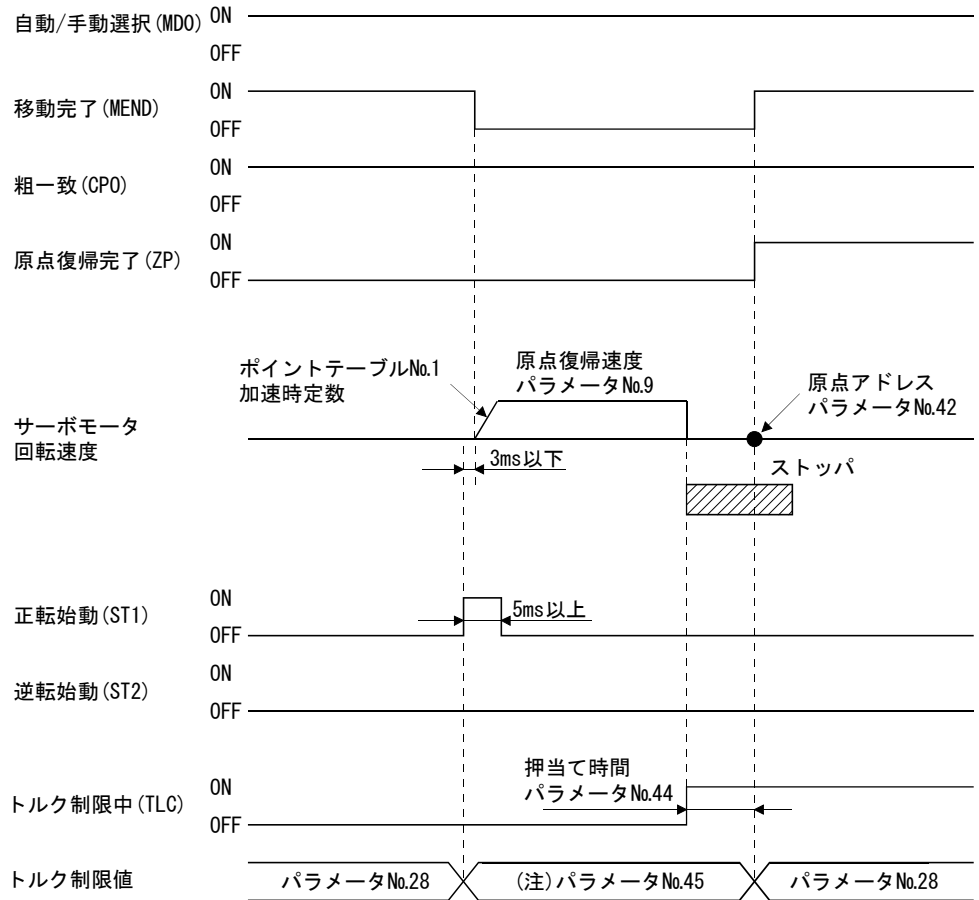 自動/手動選択(MDO) ON
OFF
ON
移動完了(MEND)
OFF
ON
粗一致(CPO)
OFF
ON
原点復帰完了(ZP)
OFF
ポイントテーブルNo.1
加速時定数
原点復帰速度
パラメータNo.9
原点アドレス
パラメータNo.42
サーボモータ
回転速度
3ms以下
ストッパ
ON
正転始動(ST1)
5ms以上
OFF
ON
逆転始動(ST2)
OFF
押当て時間
パラメータNo.44
ON
トルク制限中(TLC)
OFF
トルク制限値
パラメータNo.28
(注)パラメータNo.45
パラメータNo.28